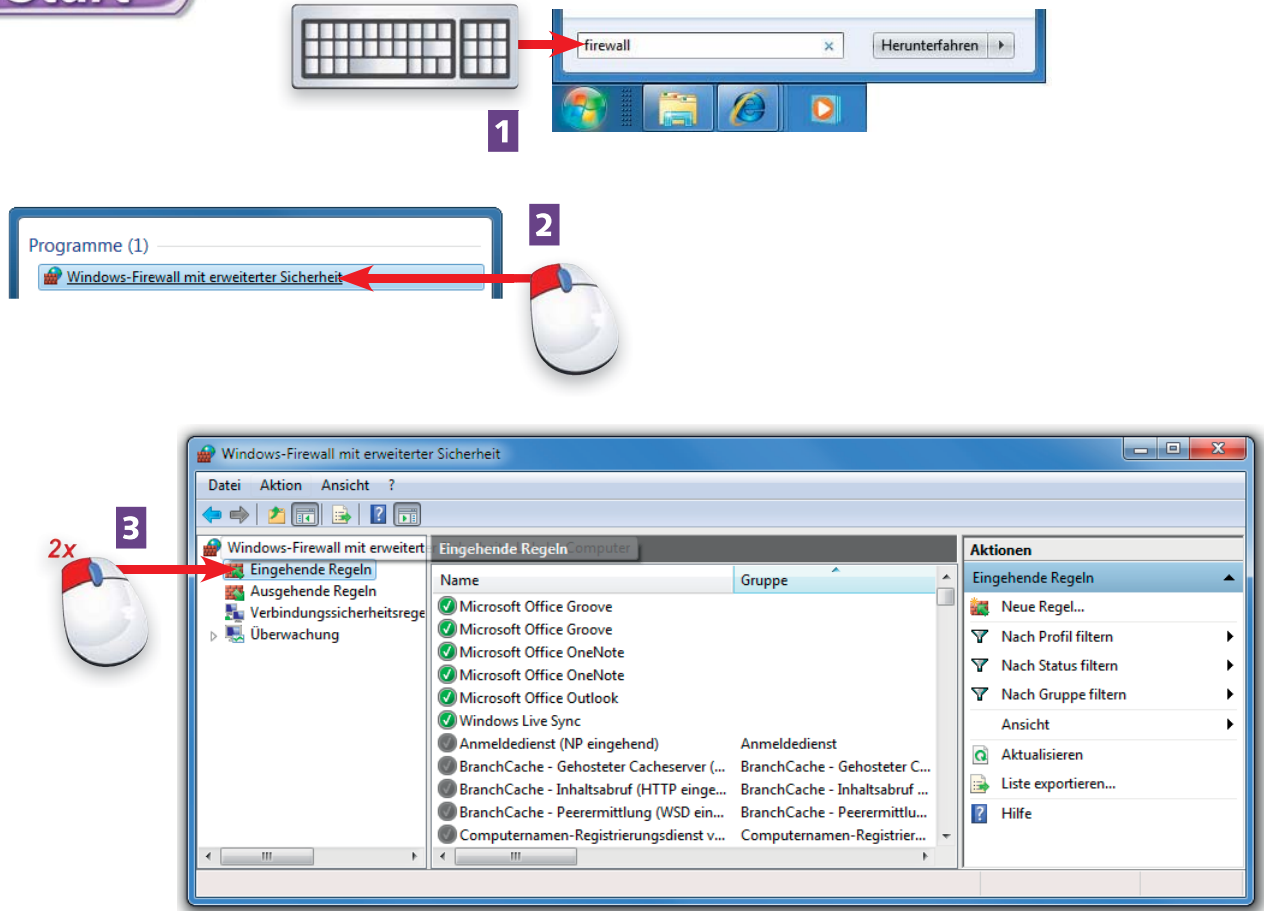 Start
firewall
Herunterfahren
1
2
Programme (1)
Windows-Firewall mit erweiterter Sicherheit
Windows-Firewall mit erweiterter Sicherheit
Datei Aktion Ansicht ?
3
2x
Windows-Firewall mit erweitert
Eingehende Regeln
Ausgehende Regeln
Verbindungssicherheitsrege
Überwachung
Eingehende Regeln Computer
Name Gruppe
Microsoft Office Groove
Microsoft Office Groove
Microsoft Office OneNote
Microsoft Office OneNote
Microsoft Office Outlook
Windows Live Sync
Anmeldedienst (NP eingehend) Anmeldedienst
BranchCache - Gehosteter Cacheserver (... BranchCache - Gehosteter C...
BranchCache - Inhaltsabruf (HTTP einge... BranchCache - Inhaltsabruf ...
BranchCache - Peerermittlung (WSD ein... BranchCache - Peerermittlu...
Computernamen-Registrierungsdienst v... Computernamen-Registrier...
Aktionen
Eingehende Regeln
Neue Regel...
Nach Profil filtern
Nach Status filtern
Nach Gruppe filtern
Ansicht
Aktualisieren
Liste exportieren...
Hilfe